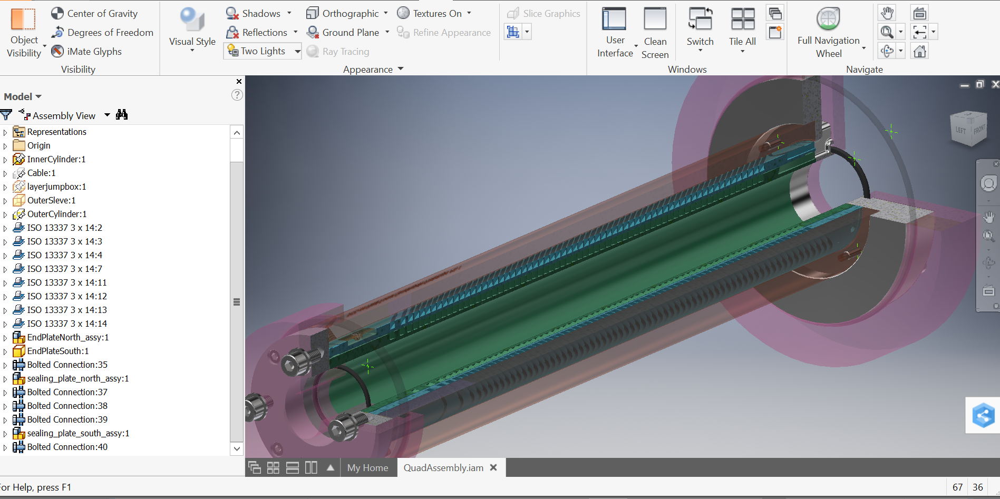 Object
Visibility
Center of Gravity
Degrees of Freedom
iMate Glyphs
Visibility
Visual Style
Shadows
Reflections
Two Lights
Orthographic
Ground Plane
Ray Tracing
Textures On
Refine Appearance
Appearance
Slice Graphics
User
Interface
Clean
Screen
Switch
Tile All
Windows
Full Navigation
Wheel
Navigate
Model
Assembly View
Representations
Origin
InnerCylinder:1
Cable:1
layerjumpbox:1
OuterSleve:1
OuterCylinder:1
ISO 13337 3 x 14:2
ISO 13337 3 x 14:3
ISO 13337 3 x 14:4
ISO 13337 3 x 14:7
ISO 13337 3 x 14:11
ISO 13337 3 x 14:12
ISO 13337 3 x 14:13
ISO 13337 3 x 14:14
EndPlateNorth_assy:1
EndPlateSouth:1
Bolted Connection:35
sealing_plate_north_assy:1
Bolted Connection:37
Bolted Connection:38
Bolted Connection:39
sealing_plate_south_assy:1
Bolted Connection:40
LEFT
FRONT
My Home
QuadAssembly.iam
For Help, press F1
67 36